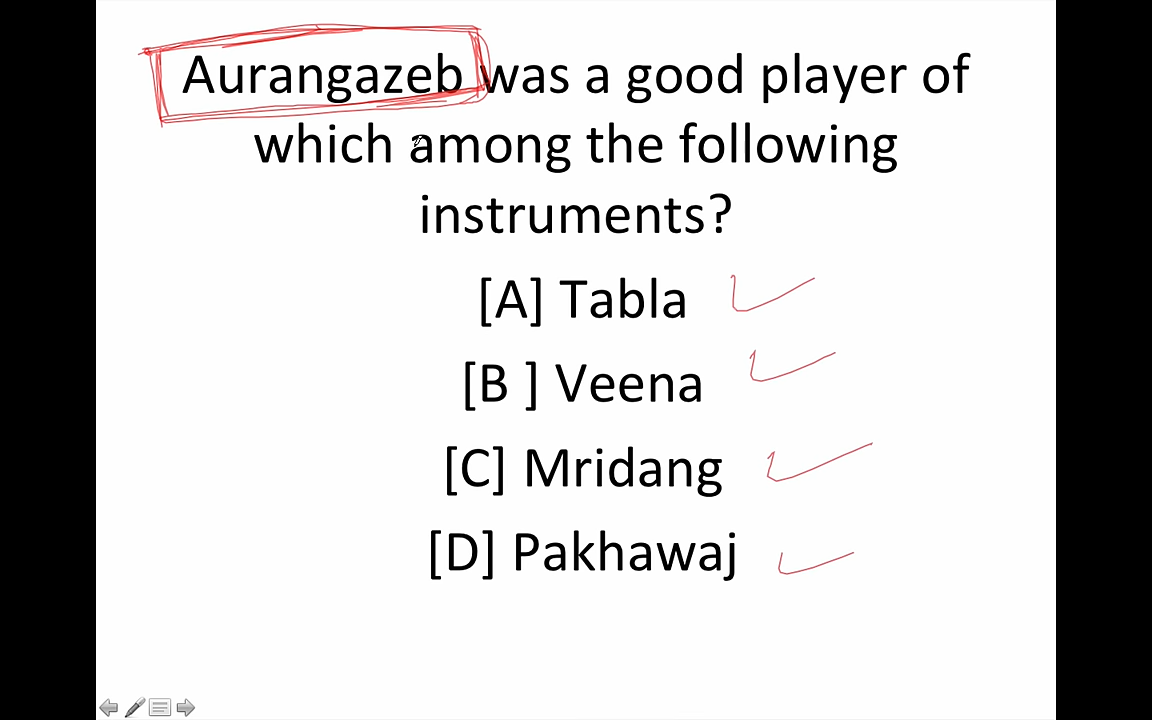 Aurangazeb was a good player of
which among the following
instruments?
[A] Tabla
[B ] Veena
[C] Mridang
[D] Pakhawaj